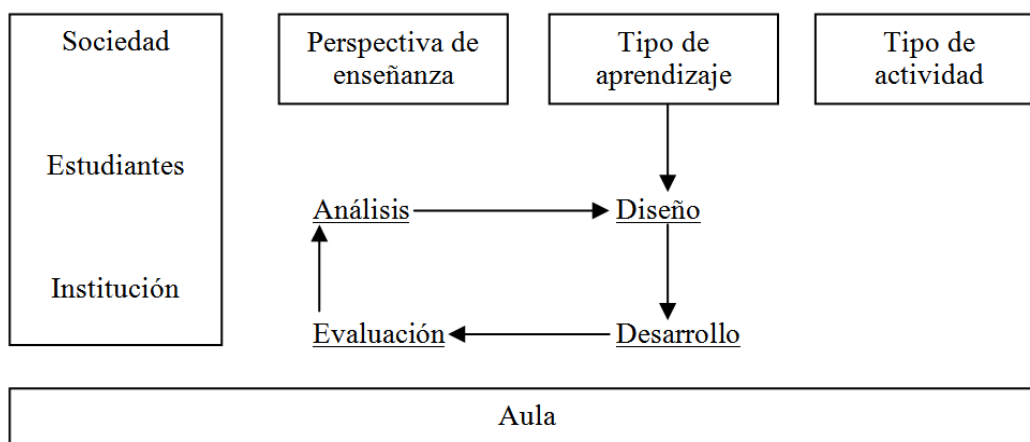 Sociedad
Estudiantes
Institución
Perspectiva de
enseñanza
Tipo de
aprendizaje
Tipo de
actividad
Análisis
Diseño
Evaluación
Desarrollo
Aula